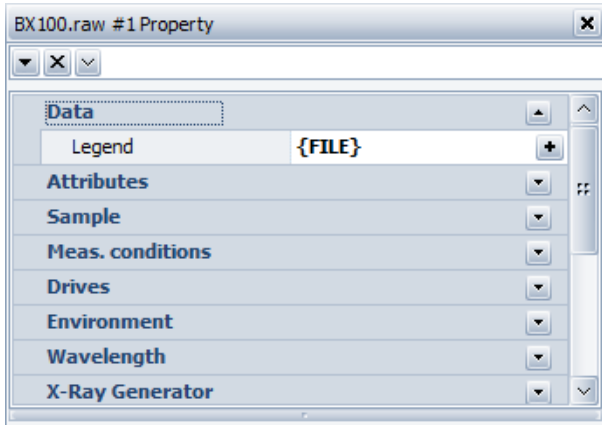 BX100.raw #1 Property
Data
Legend {FILE}
Attributes
Sample
Meas. conditions
Drives
Environment
Wavelength
X-Ray Generator